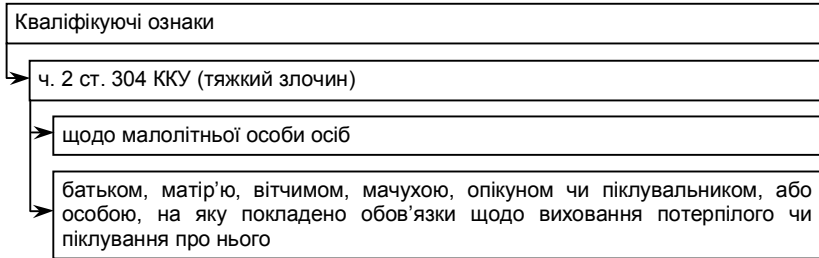 Кваліфікуючі ознаки
ч. 2 ст. 304 ККУ (тяжкий злочин)
щодо малолітньої особи осіб
батьком, матір’ю, вітчимом, мачухою, опікуном чи піклувальником, або
особою, на яку покладено обов’язки щодо виховання потерпілого чи
піклування про нього